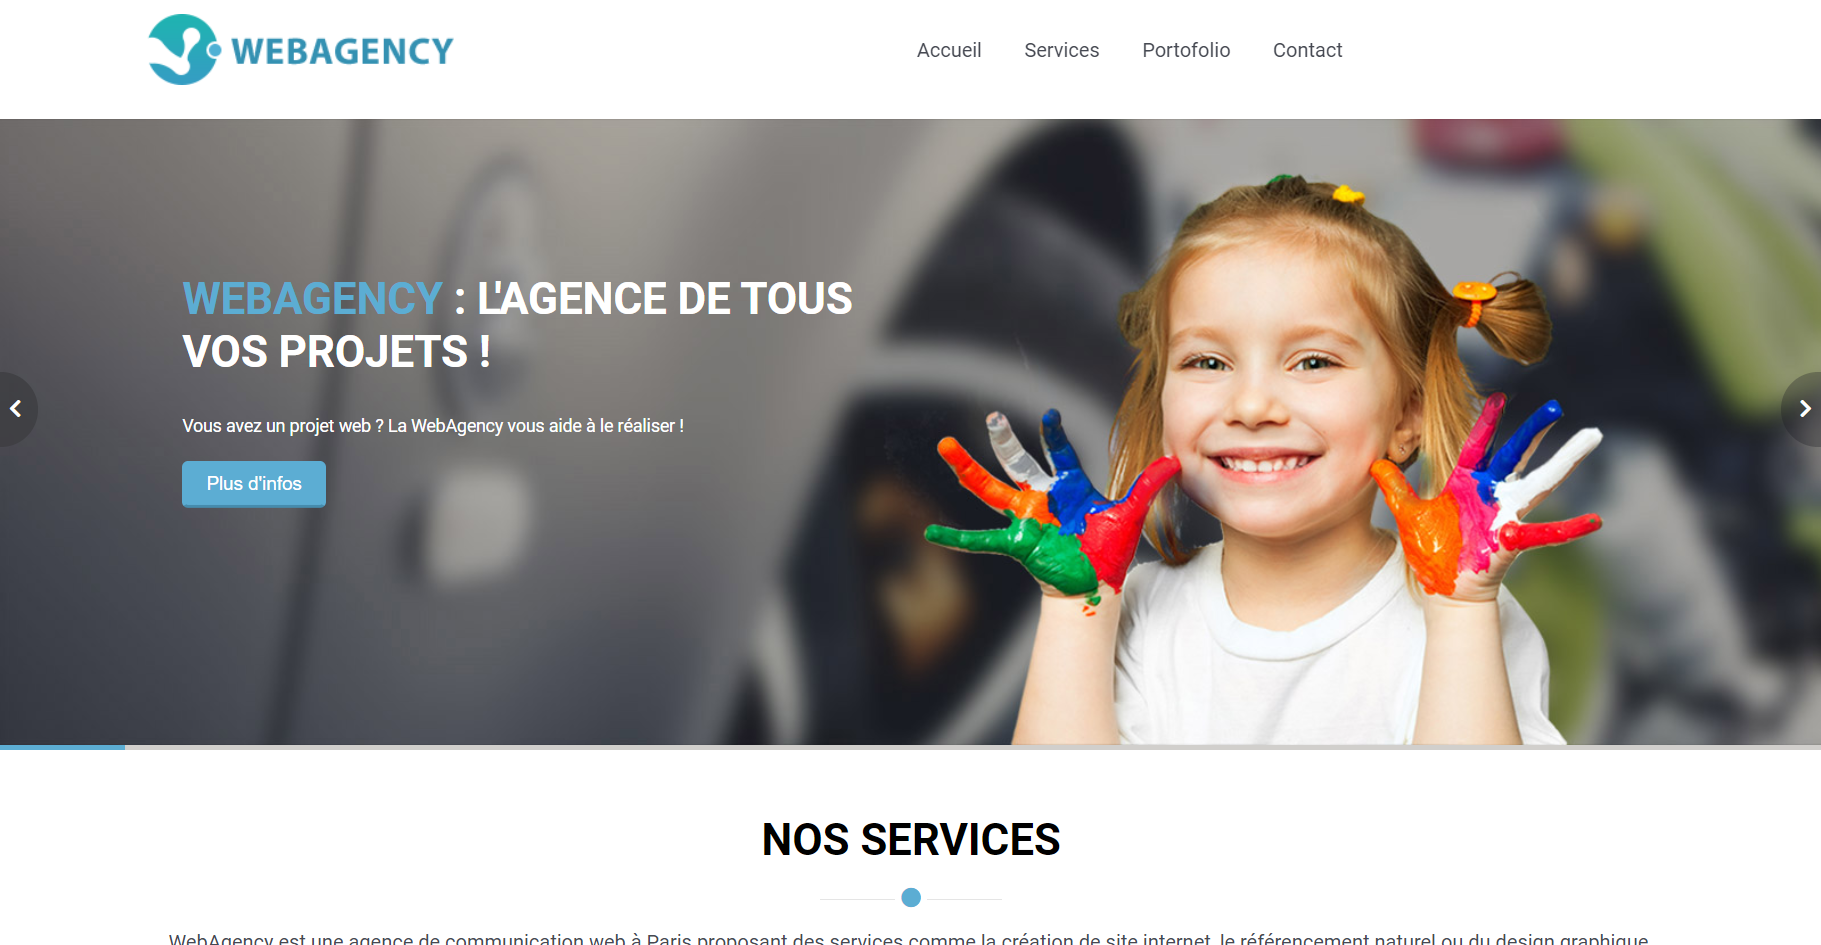 WEBAGENCY
Accueil Services Portofolio Contact
WEBAGENCY : L'AGENCE DE TOUS
VOS PROJETS !
Vous avez un projet web ? La WebAgency vous aide à le réaliser !
Plus d'infos
NOS SERVICES
WebAgency est une agence de communication web à Paris proposant des services comme la création de site internet, le référencement naturel ou du design graphique